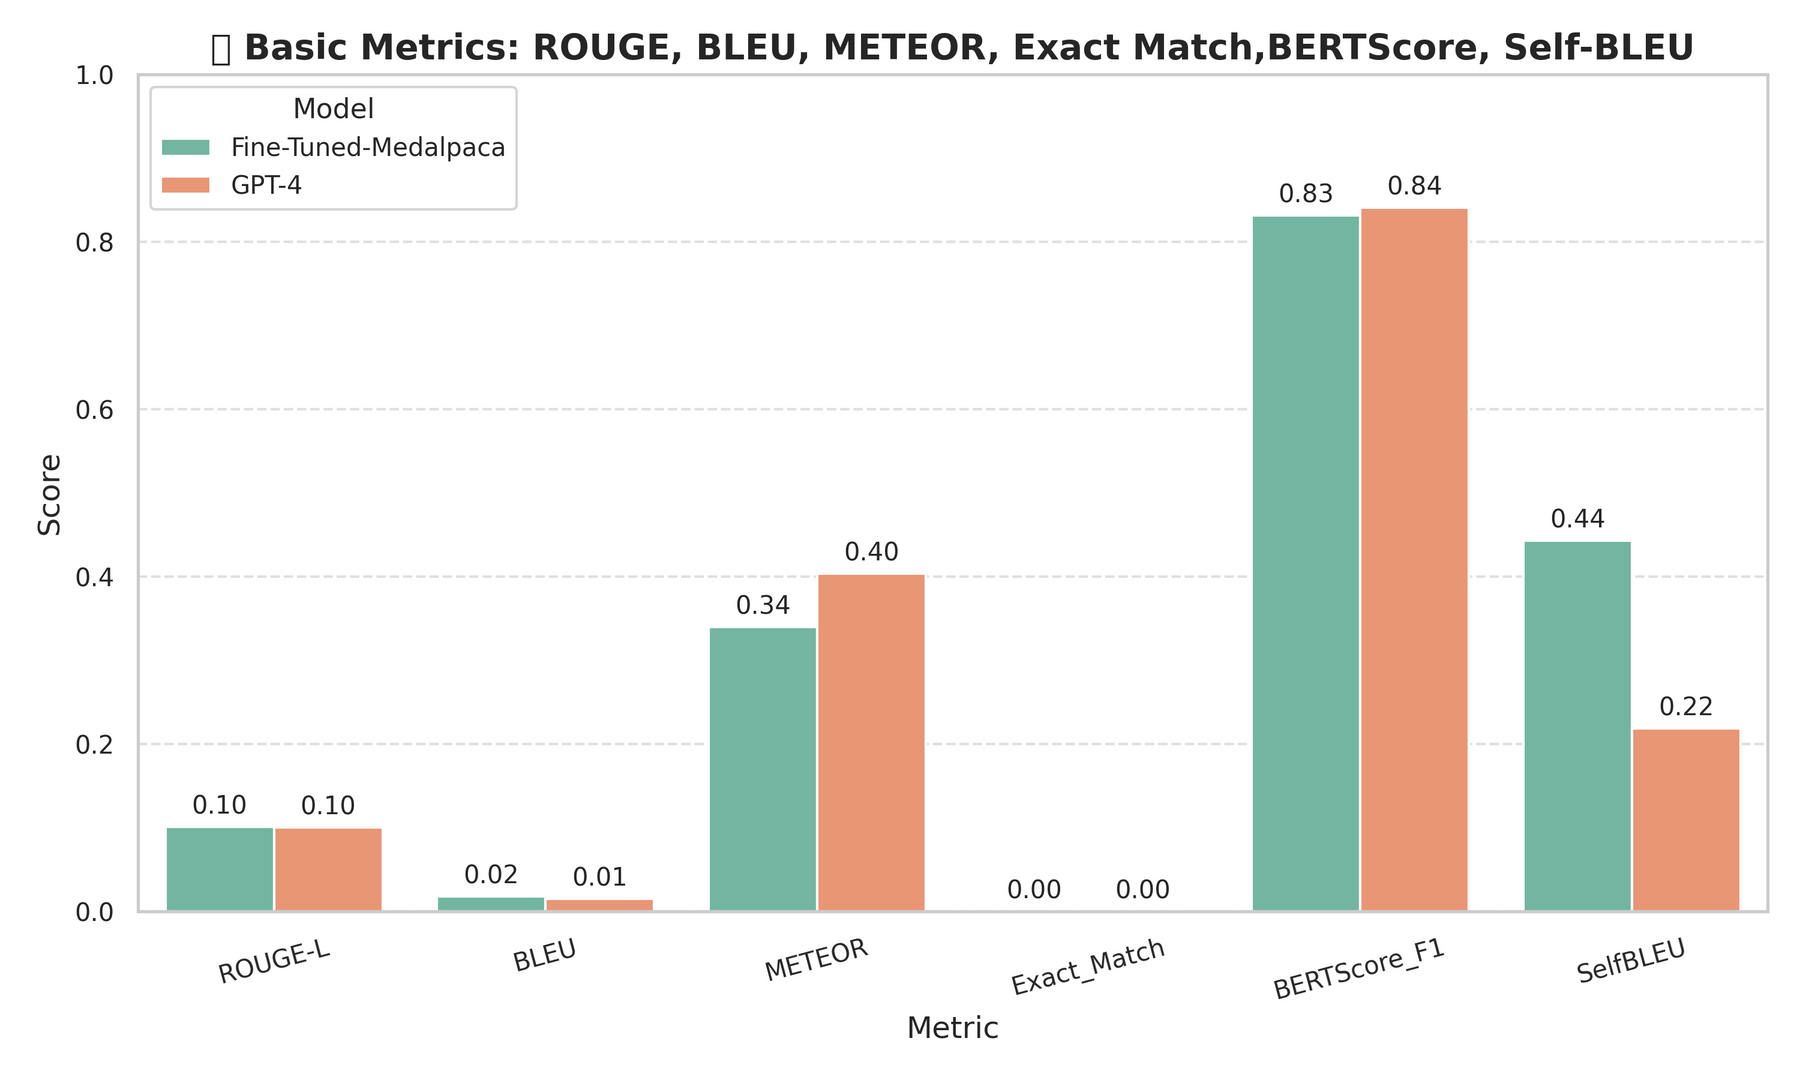 ▯ Basic Metrics: ROUGE, BLEU, METEOR, Exact Match,BERTScore, Self-BLEU
Model
Fine-Tuned-Medalpaca
GPT-4
Score
1.0
0.8
0.6
0.4
0.2
0.0
0.10
0.10
0.02
0.01
0.34
0.40
0.00
0.00
0.83
0.84
0.44
0.22
ROUGE-L
BLEU
METEOR
Exact_Match
BERTScore_F1
SelfBLEU
Metric